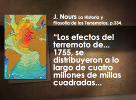 J. Nours La Historia y
Filosofía de los Terremotos, p.334.
“Los efectos del
terremoto de...
1755, se
distribuyeron a lo
largo de cuatro
millones de millas
cuadradas...